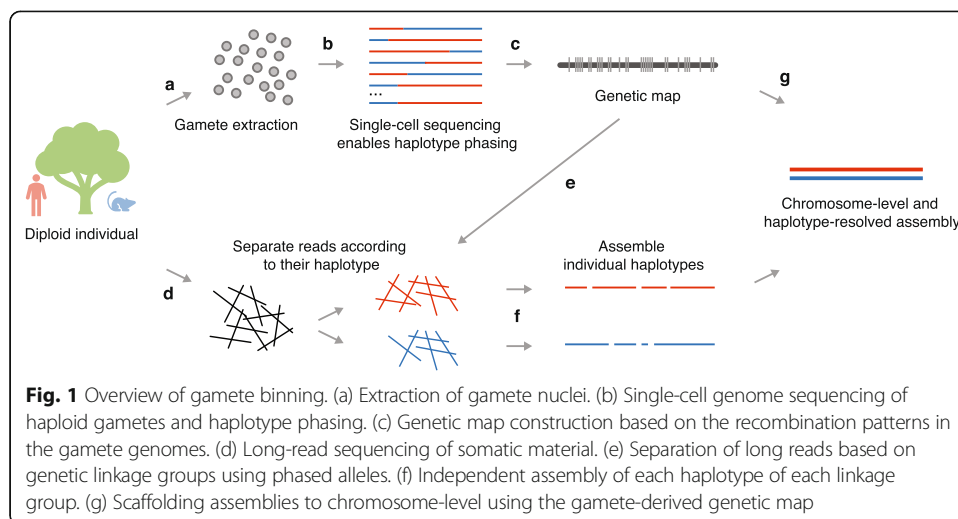 a
b
c
g
Gamete extraction
Single-cell sequencing
enables haplotype phasing
...
Genetic map
e
Diploid individual
Chromosome-level and
haplotype-resolved assembly
Separate reads according
to their haplotype
Assemble
individual haplotypes
d
f
Fig. 1 Overview of gamete binning. (a) Extraction of gamete nuclei. (b) Single-cell genome sequencing of
haploid gametes and haplotype phasing. (c) Genetic map construction based on the recombination patterns in
the gamete genomes. (d) Long-read sequencing of somatic material. (e) Separation of long reads based on
genetic linkage groups using phased alleles. (f) Independent assembly of each haplotype of each linkage
group. (g) Scaffolding assemblies to chromosome-level using the gamete-derived genetic map